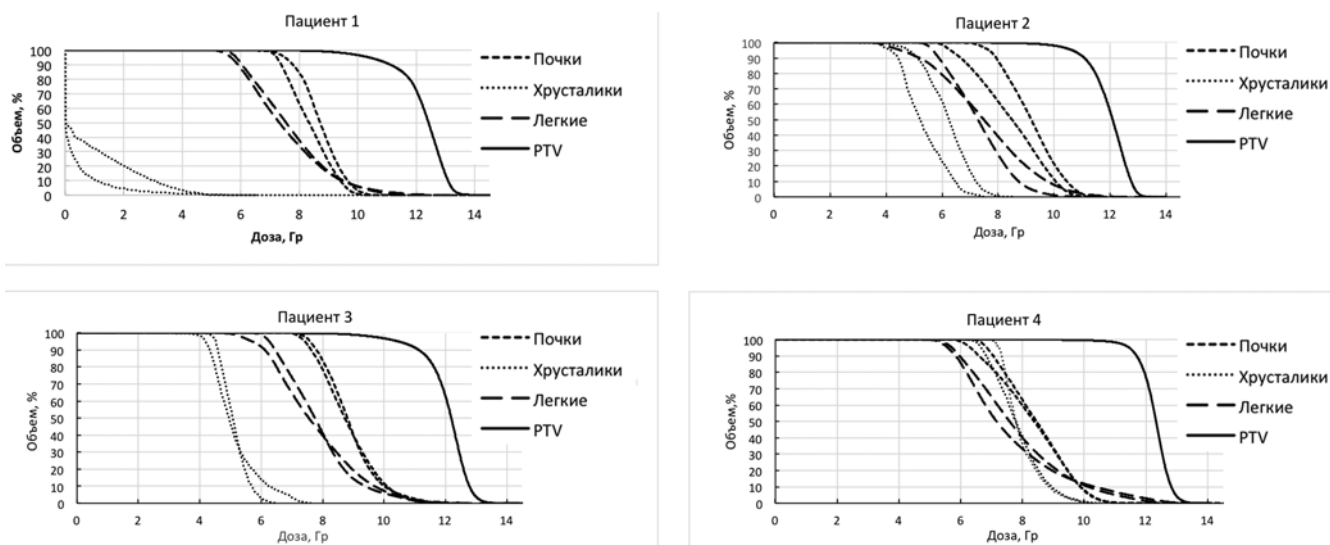 Пациент 1
Объем, %
100
90
80
70
60
50
40
30
20
10
0
0 2 4 6 8 10 12 14
Доза, Гр
Почки
Хрусталики
Легкие
PTV
Пациент 2
Объем, %
100
90
80
70
60
50
40
30
20
10
0
0 2 4 6 8 10 12 14
Доза, Гр
Почки
Хрусталики
Легкие
PTV
Пациент 3
Объем, %
100
90
80
70
60
50
40
30
20
10
0
0 2 4 6 8 10 12 14
Доза, Гр
Почки
Хрусталики
Легкие
PTV
Пациент 4
Объем,%
100
90
80
70
60
50
40
30
20
10
0
0 2 4 6 8 10 12 14
Доза, Гр
Почки
Хрусталики
Легкие
PTV